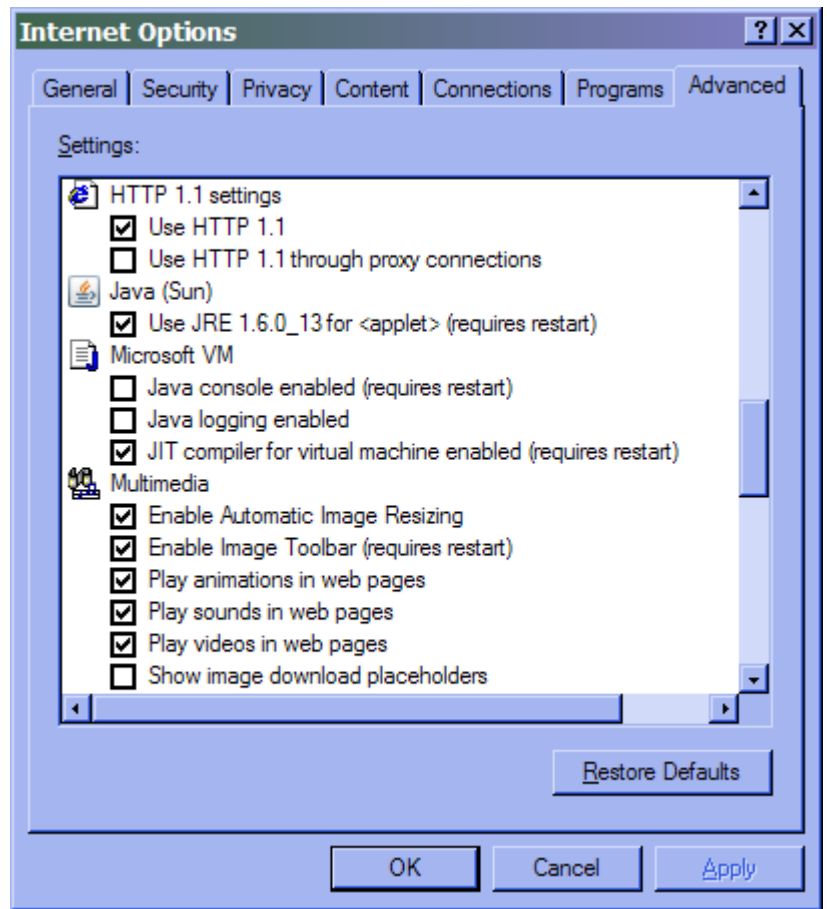 Internet Options
General Security Privacy Content Connections Programs Advanced
Settings:
HTTP 1.1 settings
Use HTTP 1.1
Use HTTP 1.1 through proxy connections
Java (Sun)
Use JRE 1.6.0_13 for <applet> (requires restart)
Microsoft VM
Java console enabled (requires restart)
Java logging enabled
JIT compiler for virtual machine enabled (requires restart)
Multimedia
Enable Automatic Image Resizing
Enable Image Toolbar (requires restart)
Play animations in web pages
Play sounds in web pages
Play videos in web pages
Show image download placeholders
Restore Defaults
OK Cancel Apply